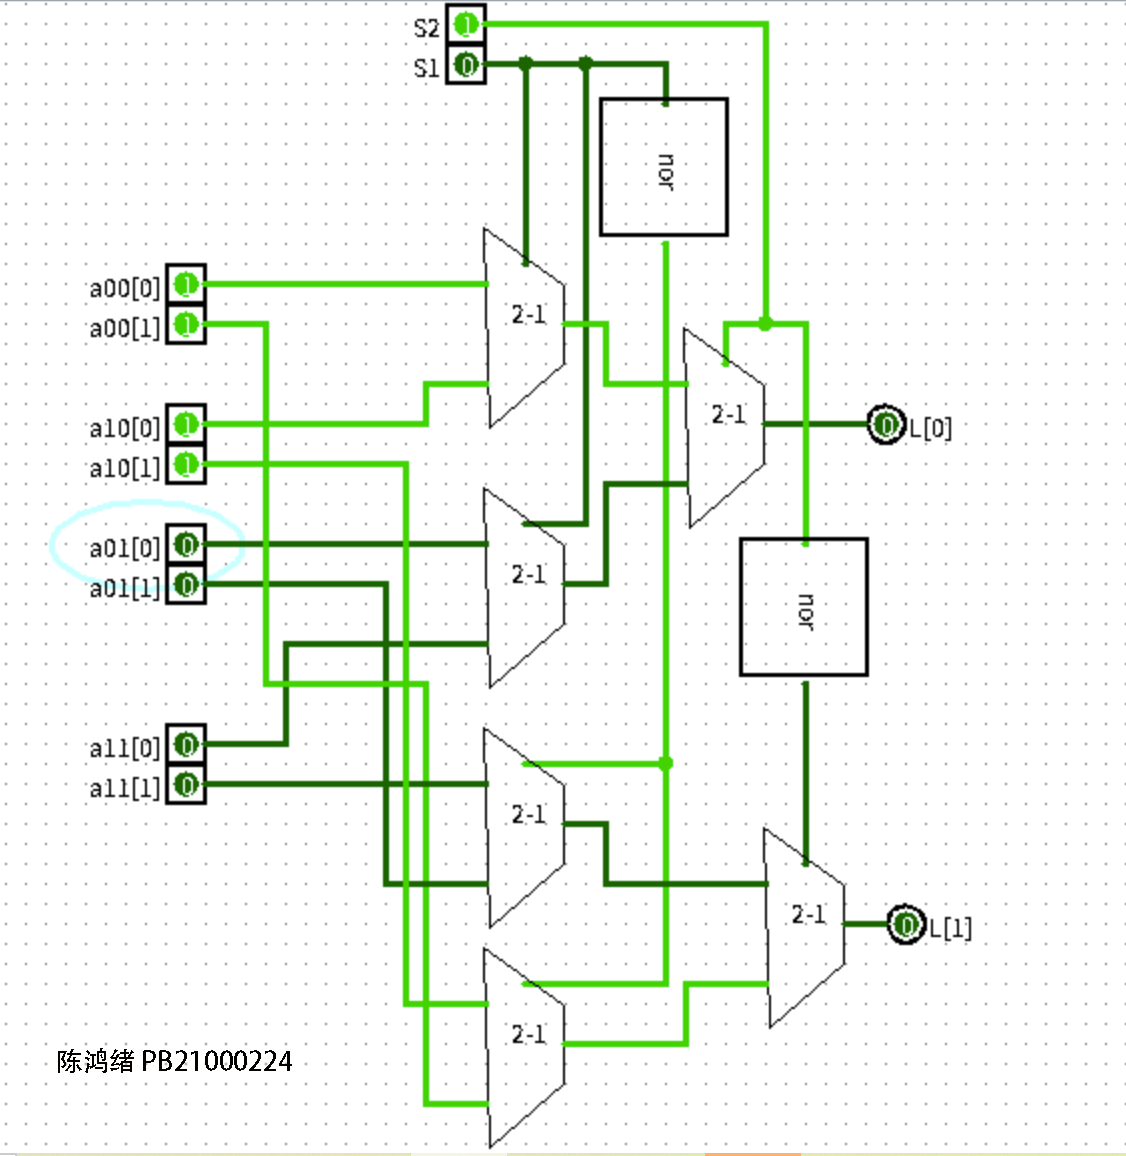 S2 1
S1 0
nor
a00[0] 1
2-1
a00[1] 1
2-1
a10[0] 1
L[0] 0
a10[1] 1
a01[0] 0
2-1
a01[1] 0
nor
a11[0] 0
a11[1] 0
2-1
2-1
L[1] 0
2-1
陈鸿绪 PB21000224